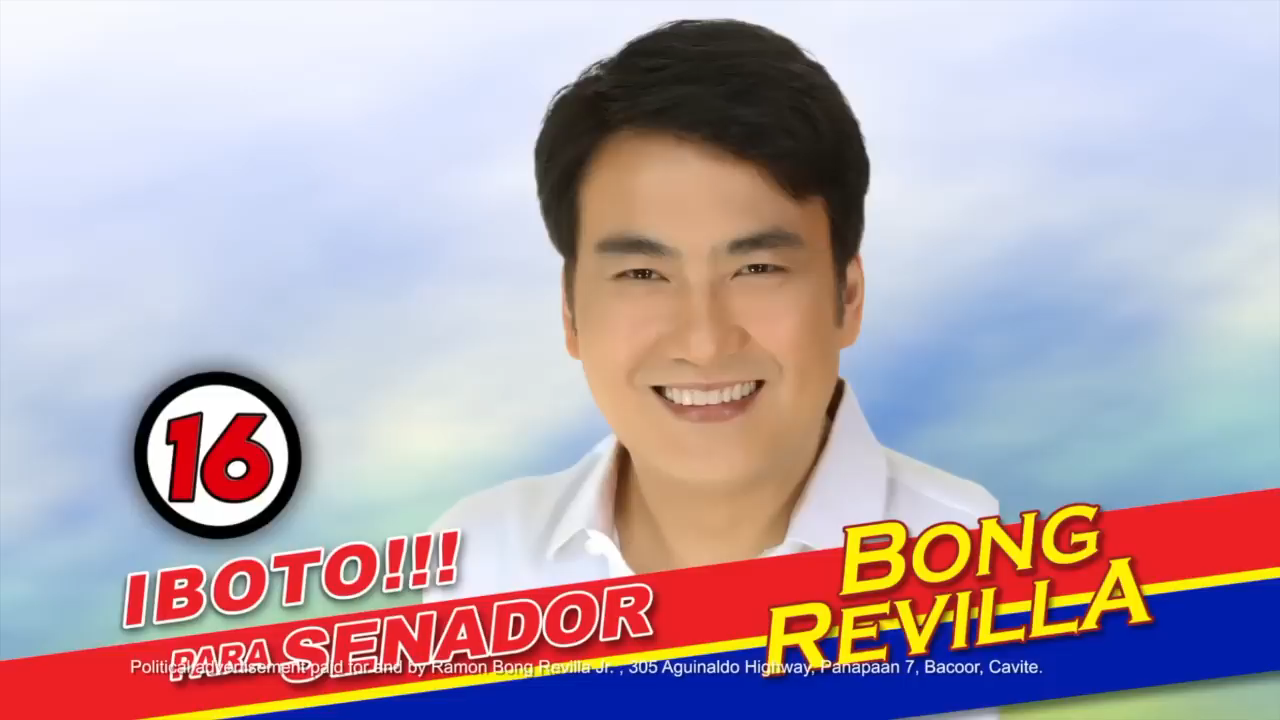 16
IBOTO!!!
PARA SENADOR
BONG
REVILLA
Political advertisement paid for and by Ramon Bong Revilla Jr. , 305 Aguinaldo Highway, Panapaan 7, Bacoor, Cavite.